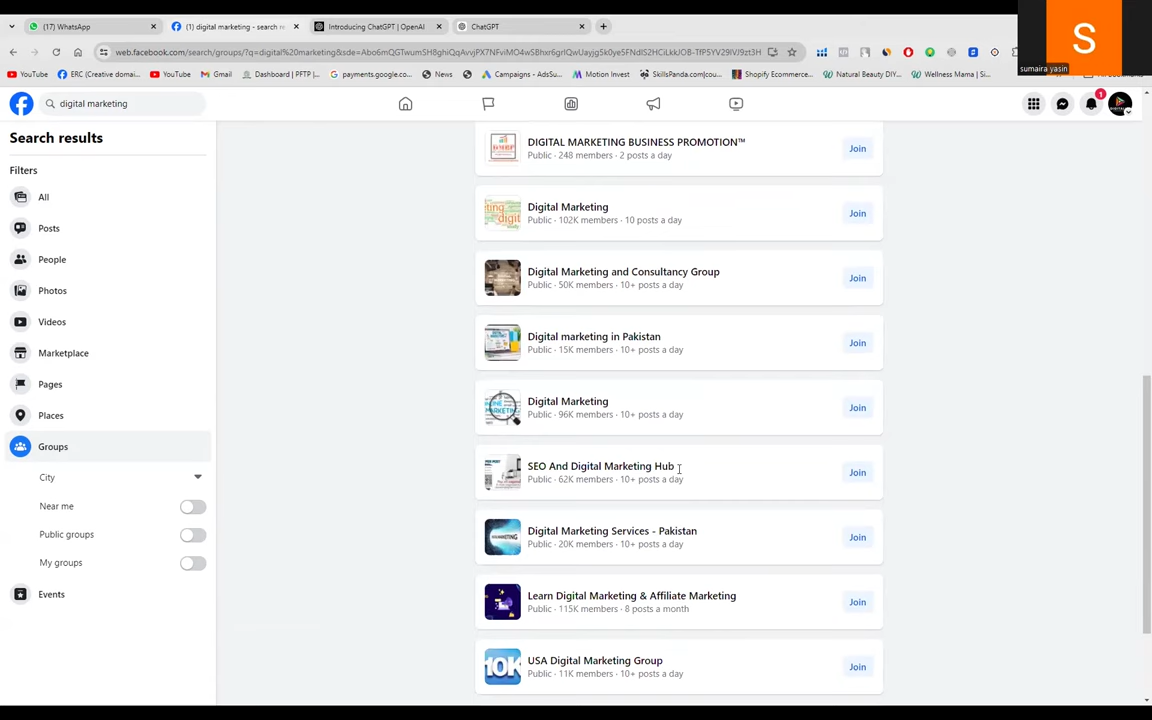 (17) WhatsApp
(1) digital marketing - search re
Introducing ChatGPT | OpenAI
ChatGPT
YouTube
ERC (Creative domai...
YouTube
Gmail
Dashboard | PFTP |...
payments.google.co...
News
Campaigns - AdsSu...
Motion Invest
SkillsPanda.com|cou...
Shopify Ecommerce...
Natural Beauty DIY...
Wellness Mama | Si...
S
sumaira yasin
digital marketing
1
Search results
Filters
All
Posts
People
Photos
Videos
Marketplace
Pages
Places
Groups
City
Near me
Public groups
My groups
Events
DIGITAL MARKETING BUSINESS PROMOTION™
Public · 248 members · 2 posts a day
Join
Digital Marketing
Public · 102K members · 10 posts a day
Join
Digital Marketing and Consultancy Group
Public · 50K members · 10+ posts a day
Join
Digital marketing in Pakistan
Public · 15K members · 10+ posts a day
Join
Digital Marketing
Public · 96K members · 10+ posts a day
Join
SEO And Digital Marketing Hub
Public · 62K members · 10+ posts a day
Join
Digital Marketing Services - Pakistan
Public · 20K members · 10+ posts a day
Join
Learn Digital Marketing & Affiliate Marketing
Public · 115K members · 8 posts a month
Join
10K
USA Digital Marketing Group
Public · 11K members · 10+ posts a day
Join